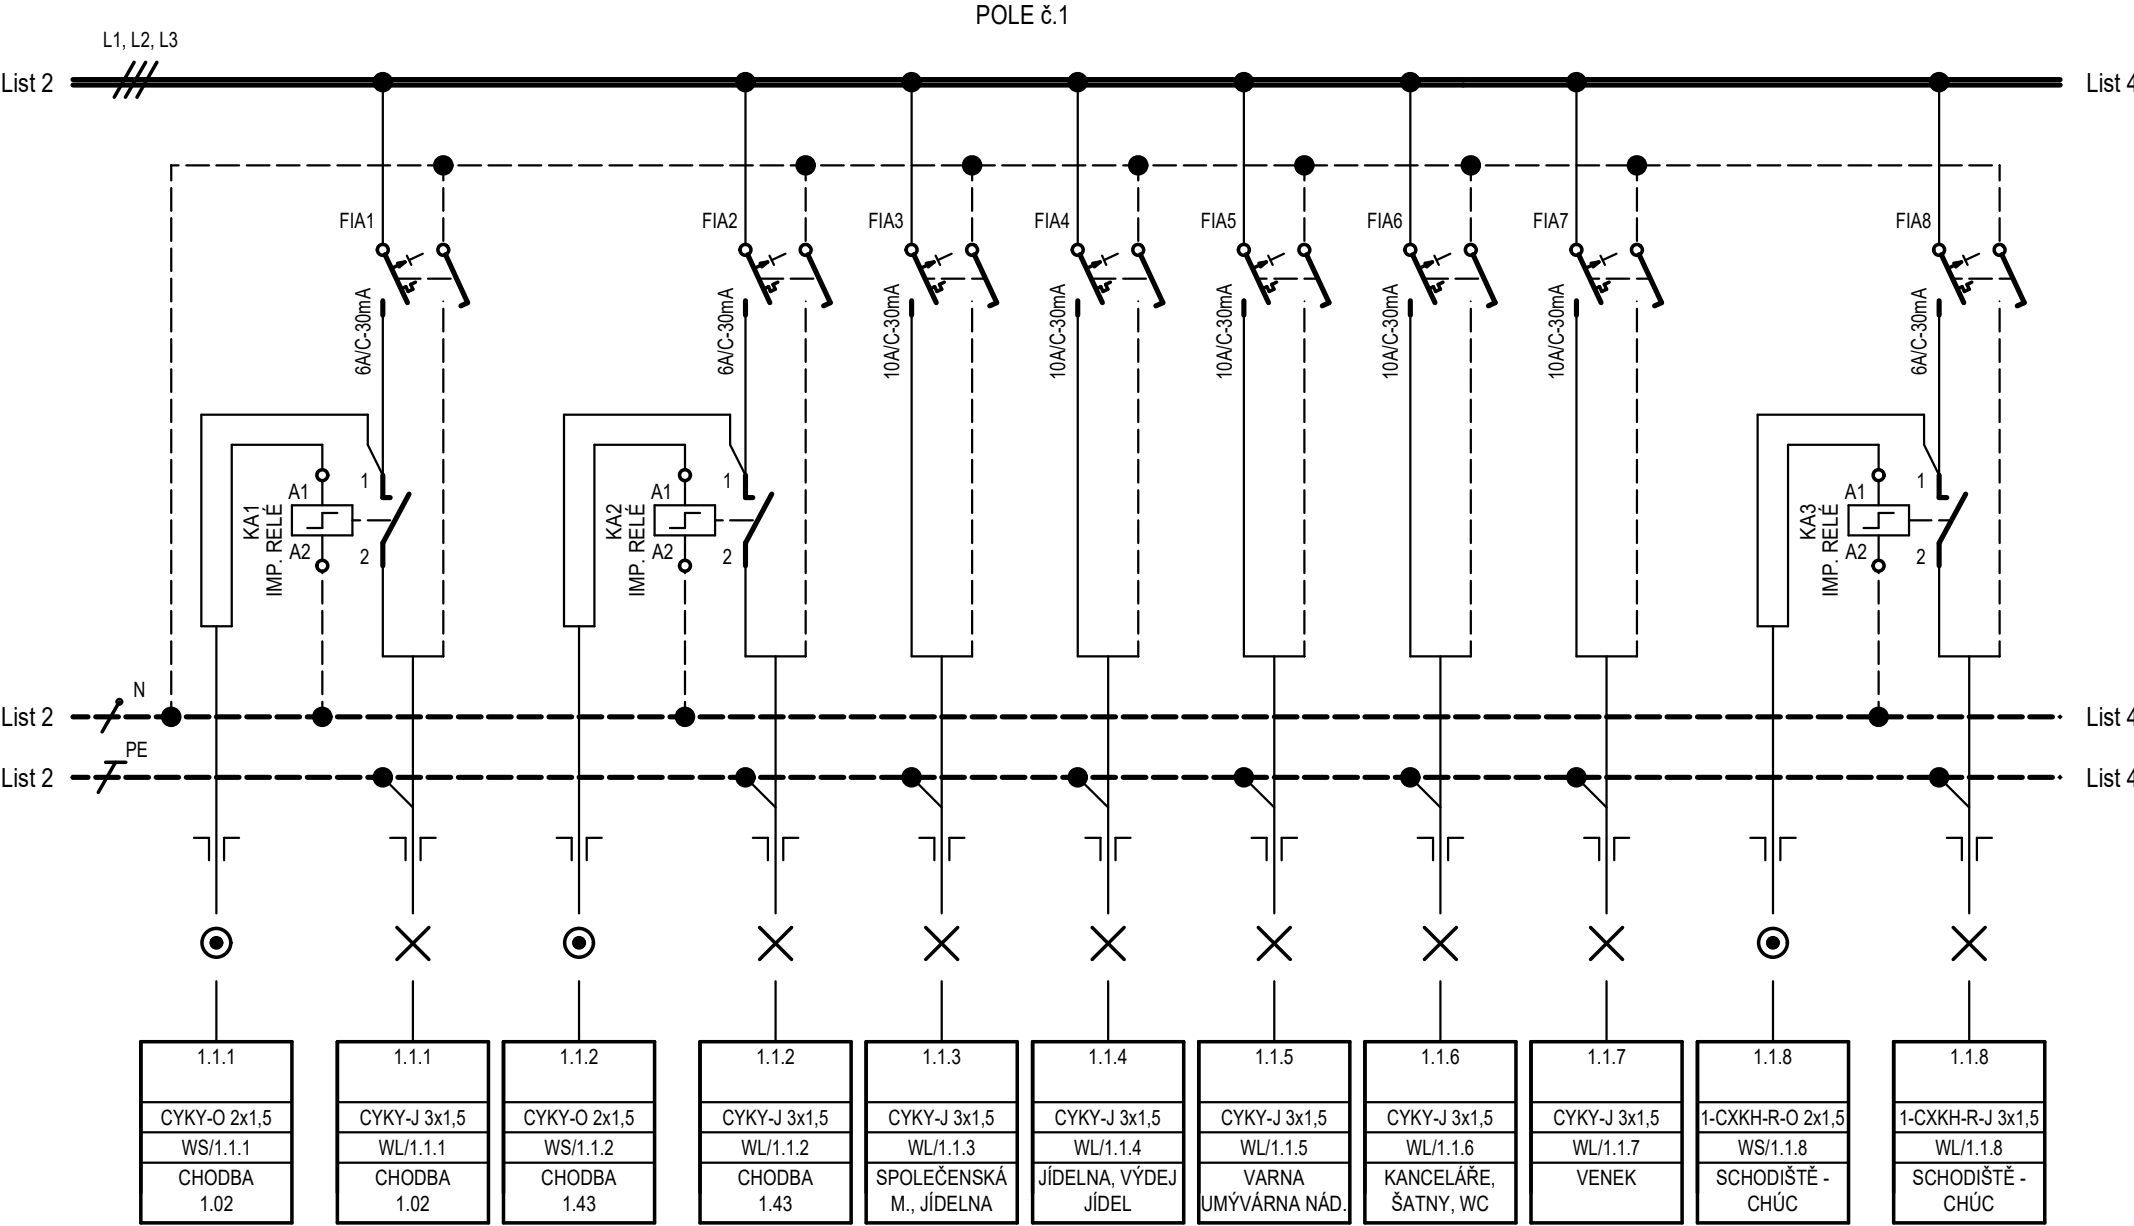 POLE č.1
L1, L2, L3
List 2
List 4
FIA1
FIA2
FIA3
FIA4
FIA5
FIA6
FIA7
FIA8
6A/C-30mA
6A/C-30mA
10A/C-30mA
10A/C-30mA
10A/C-30mA
10A/C-30mA
10A/C-30mA
6A/C-30mA
KA1
IMP. RELÉ
A1
A2
1
2
KA2
IMP. RELÉ
A1
A2
1
2
KA3
IMP. RELÉ
A1
A2
1
2
N
List 2
List 4
PE
List 2
List 4
1.1.1
CYKY-O 2x1,5
WS/1.1.1
CHODBA
1.02
1.1.1
CYKY-J 3x1,5
WL/1.1.1
CHODBA
1.02
1.1.2
CYKY-O 2x1,5
WS/1.1.2
CHODBA
1.43
1.1.2
CYKY-J 3x1,5
WL/1.1.2
CHODBA
1.43
1.1.3
CYKY-J 3x1,5
WL/1.1.3
SPOLEČENSKÁ
M., JÍDELNA
1.1.4
CYKY-J 3x1,5
WL/1.1.4
JÍDELNA, VÝDEJ
JÍDEL
1.1.5
CYKY-J 3x1,5
WL/1.1.5
VARNA
UMÝVÁRNA NÁD.
1.1.6
CYKY-J 3x1,5
WL/1.1.6
KANCELÁŘE,
ŠATNY, WC
1.1.7
CYKY-J 3x1,5
WL/1.1.7
VENEK
1.1.8
1-CXKH-R-O 2x1,5
WS/1.1.8
SCHODIŠTĚ -
CHÚC
1.1.8
1-CXKH-R-J 3x1,5
WL/1.1.8
SCHODIŠTĚ -
CHÚC